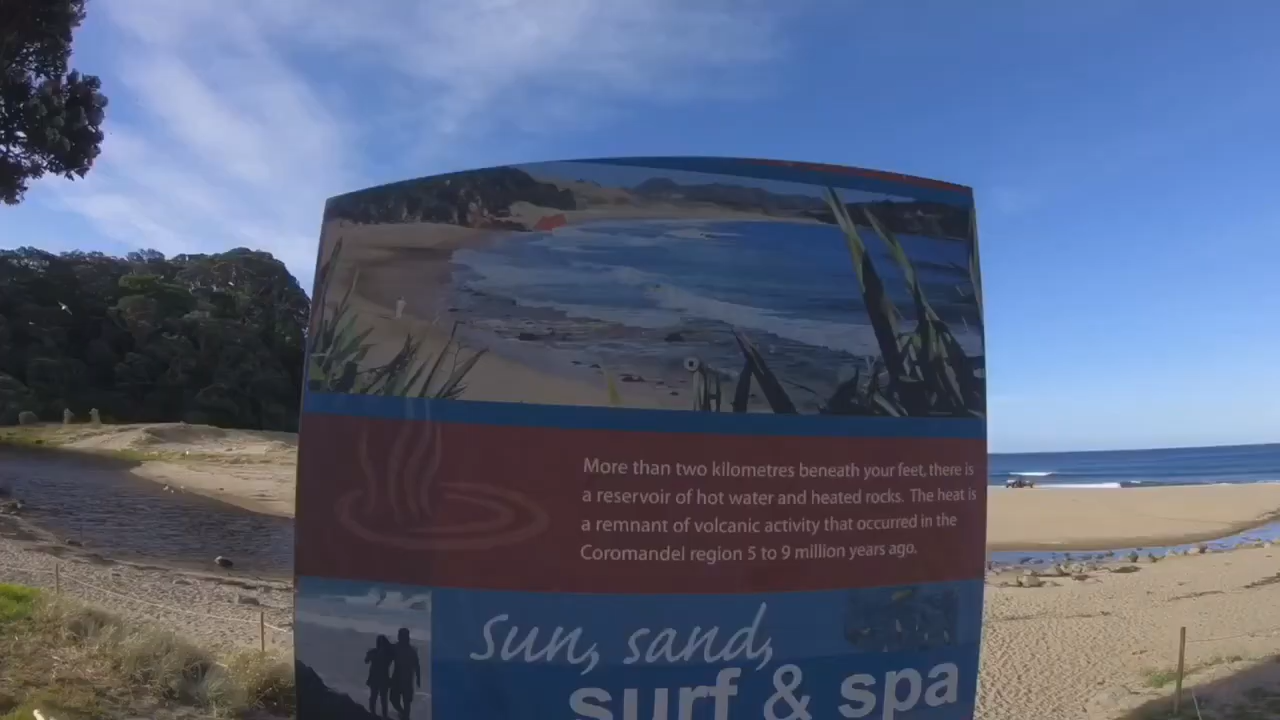 More than two kilometres beneath your feet, there is
a reservoir of hot water and heated rocks. The heat is
a remnant of volcanic activity that occurred in the
Coromandel region 5 to 9 million years ago.
Sun, sand,
surf & spa